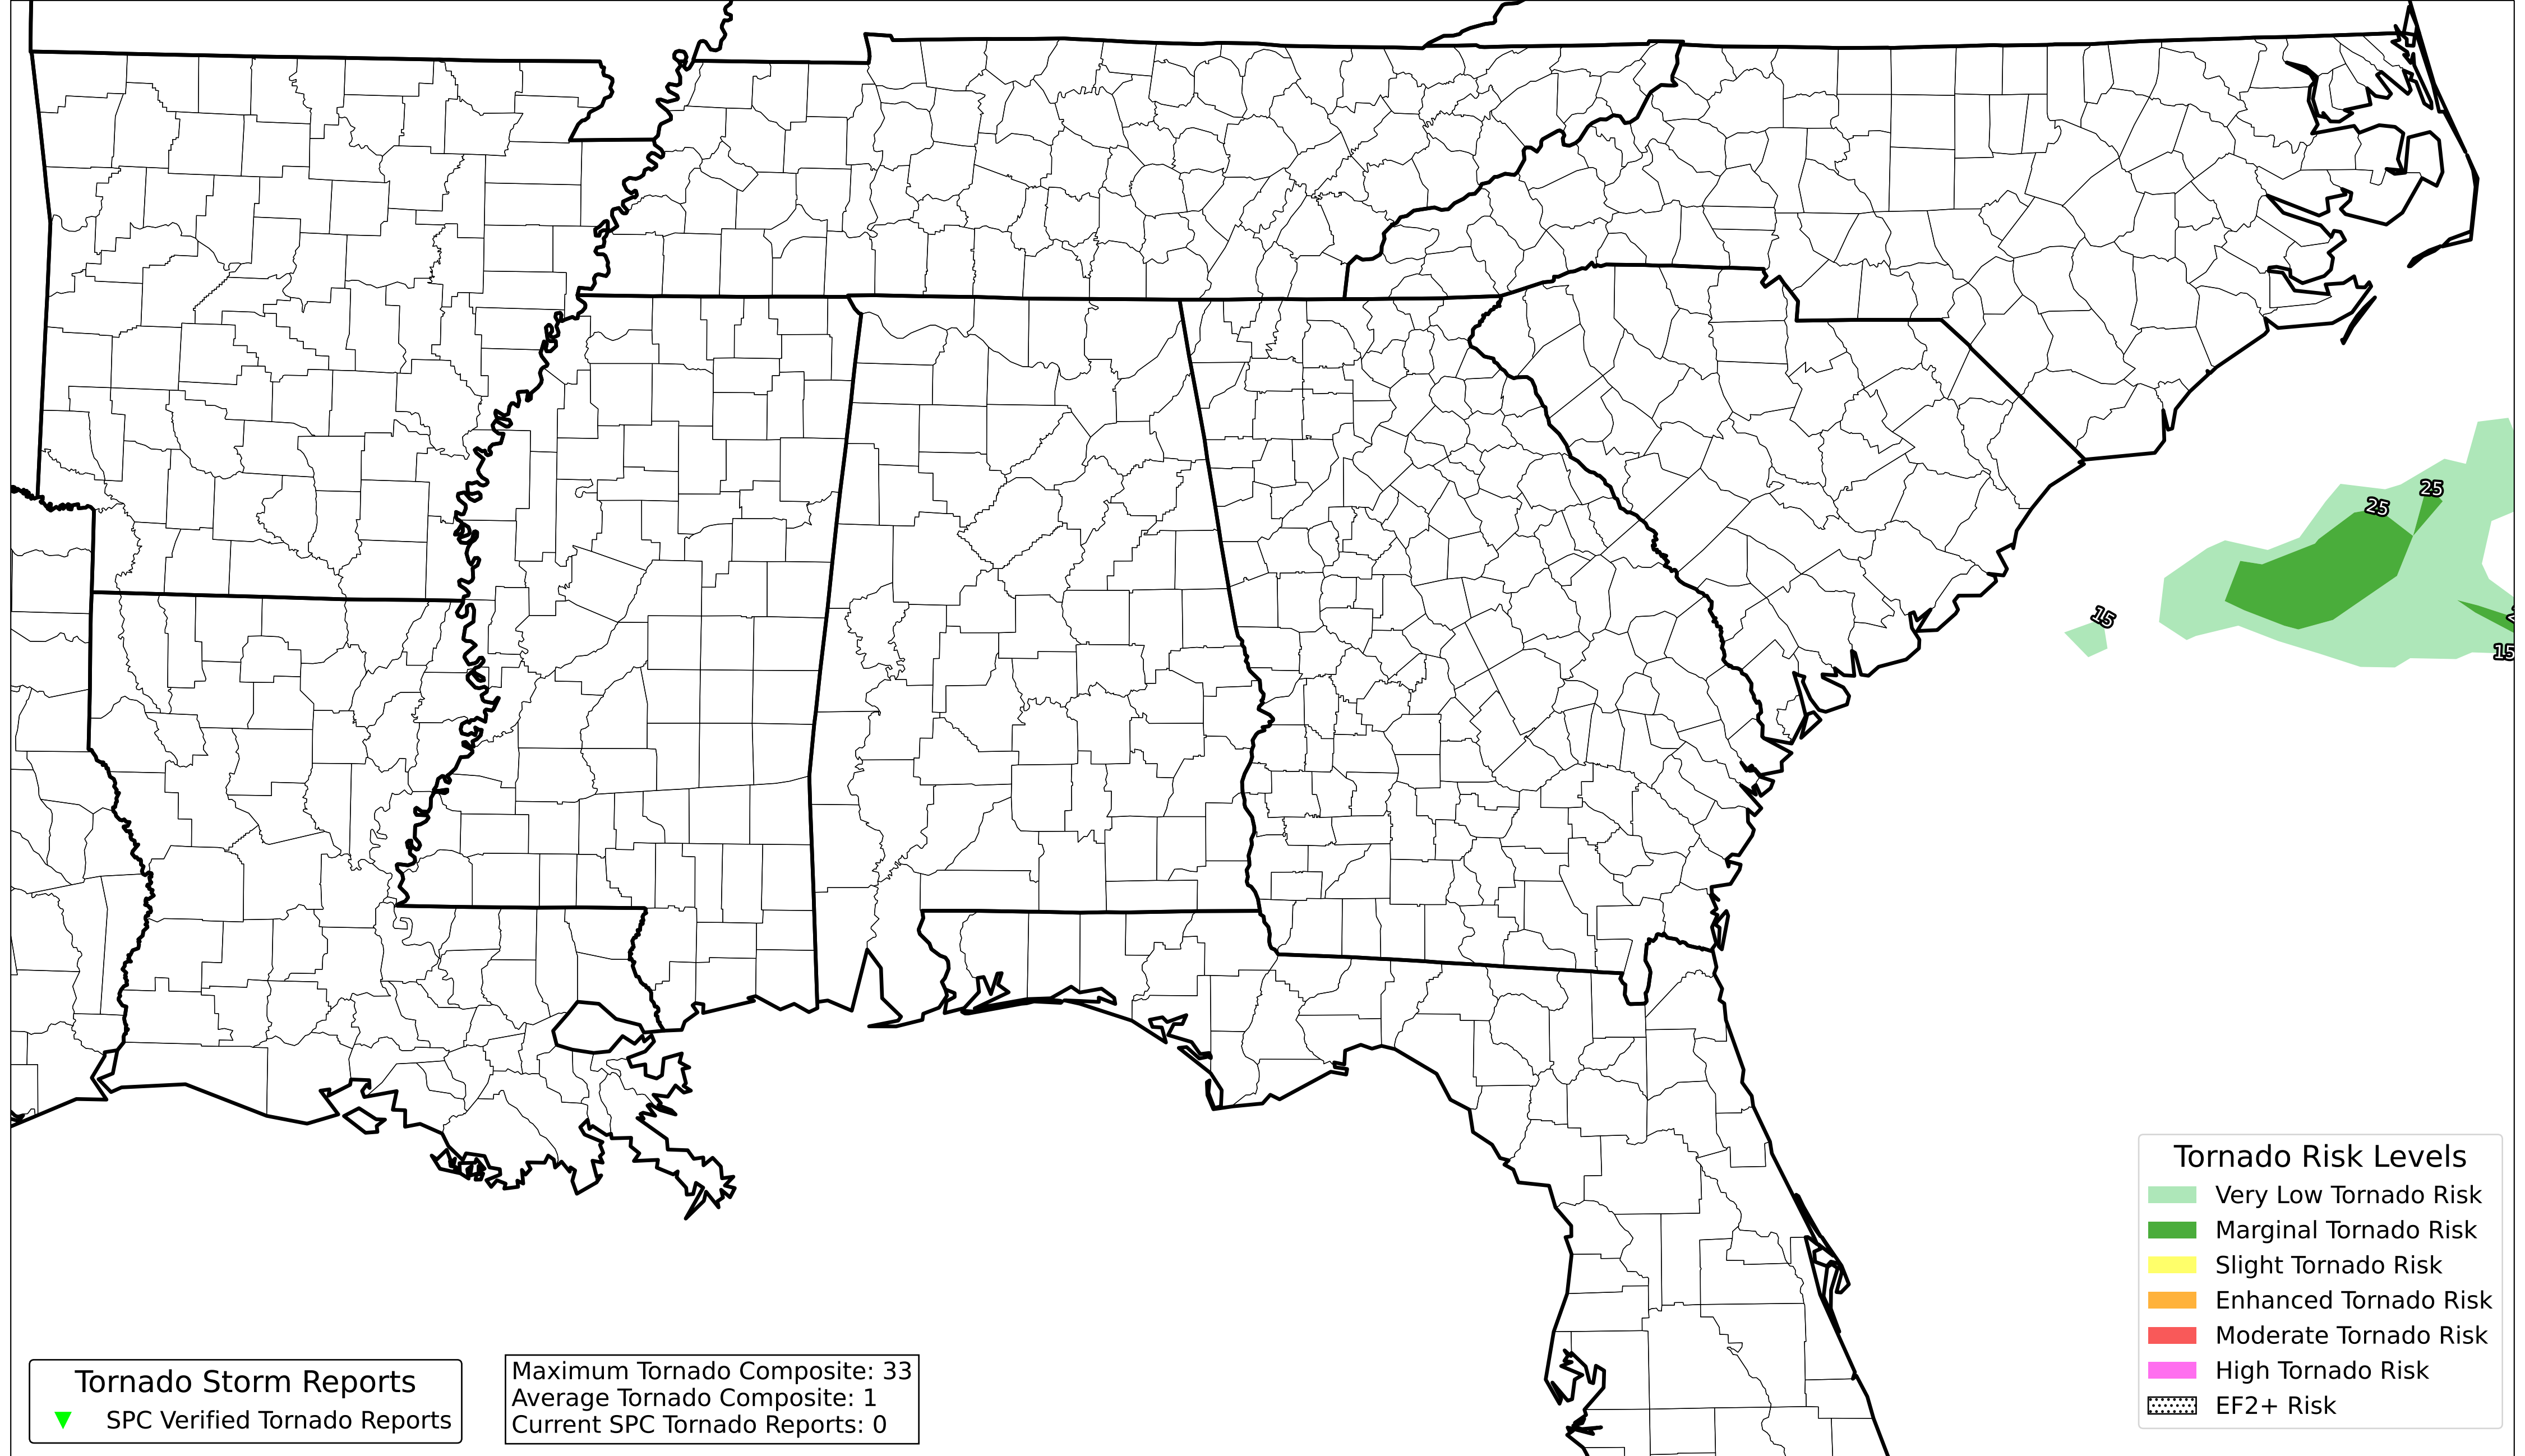 25
25
15
15
Tornado Risk Levels
Very Low Tornado Risk
Marginal Tornado Risk
Slight Tornado Risk
Enhanced Tornado Risk
Moderate Tornado Risk
High Tornado Risk
EF2+ Risk
Tornado Storm Reports
SPC Verified Tornado Reports
Maximum Tornado Composite: 33
Average Tornado Composite: 1
Current SPC Tornado Reports: 0